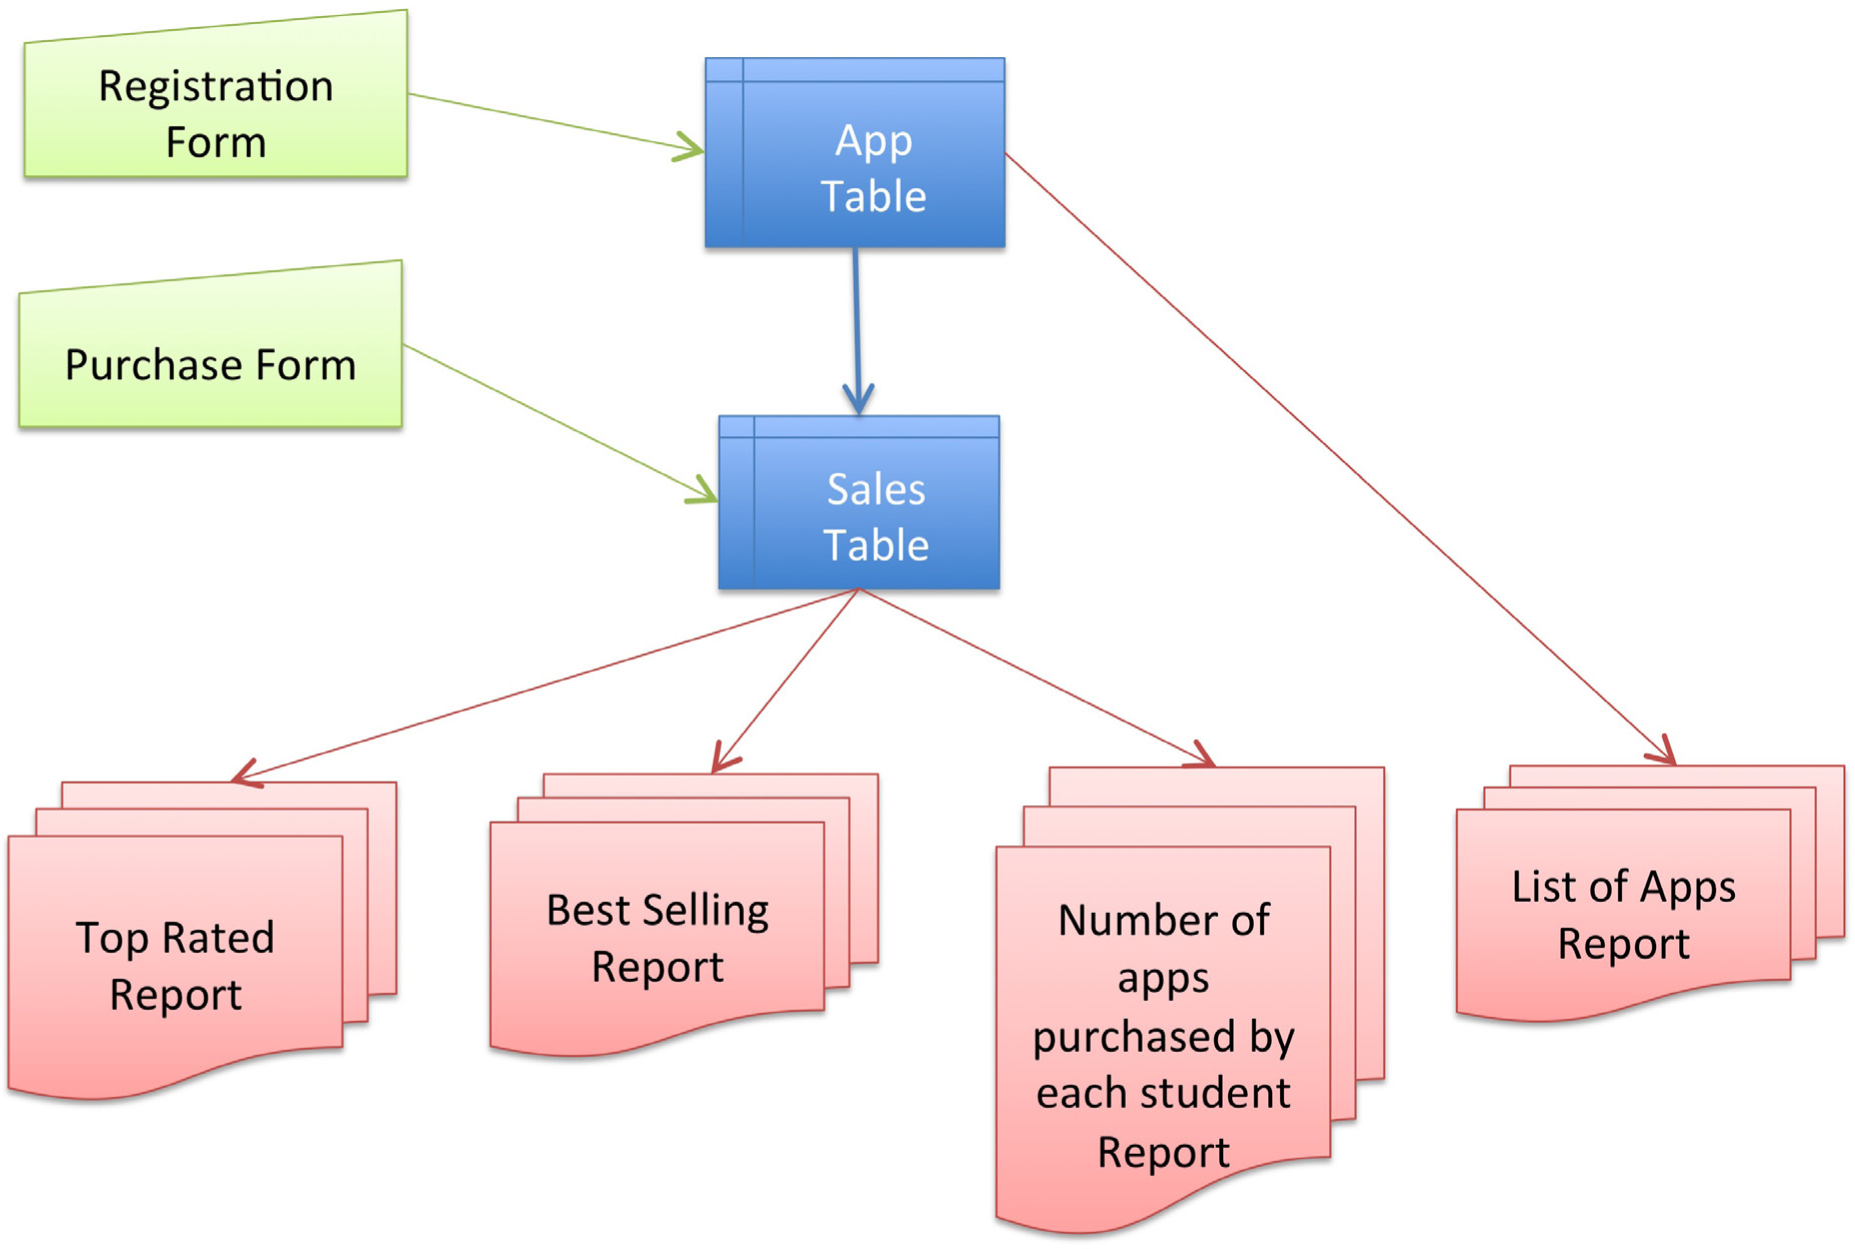 Registration
Form
App
Table
Purchase Form
Sales
Table
Top Rated
Report
Best Selling
Report
Number of
apps
purchased by
each student
Report
List of Apps
Report